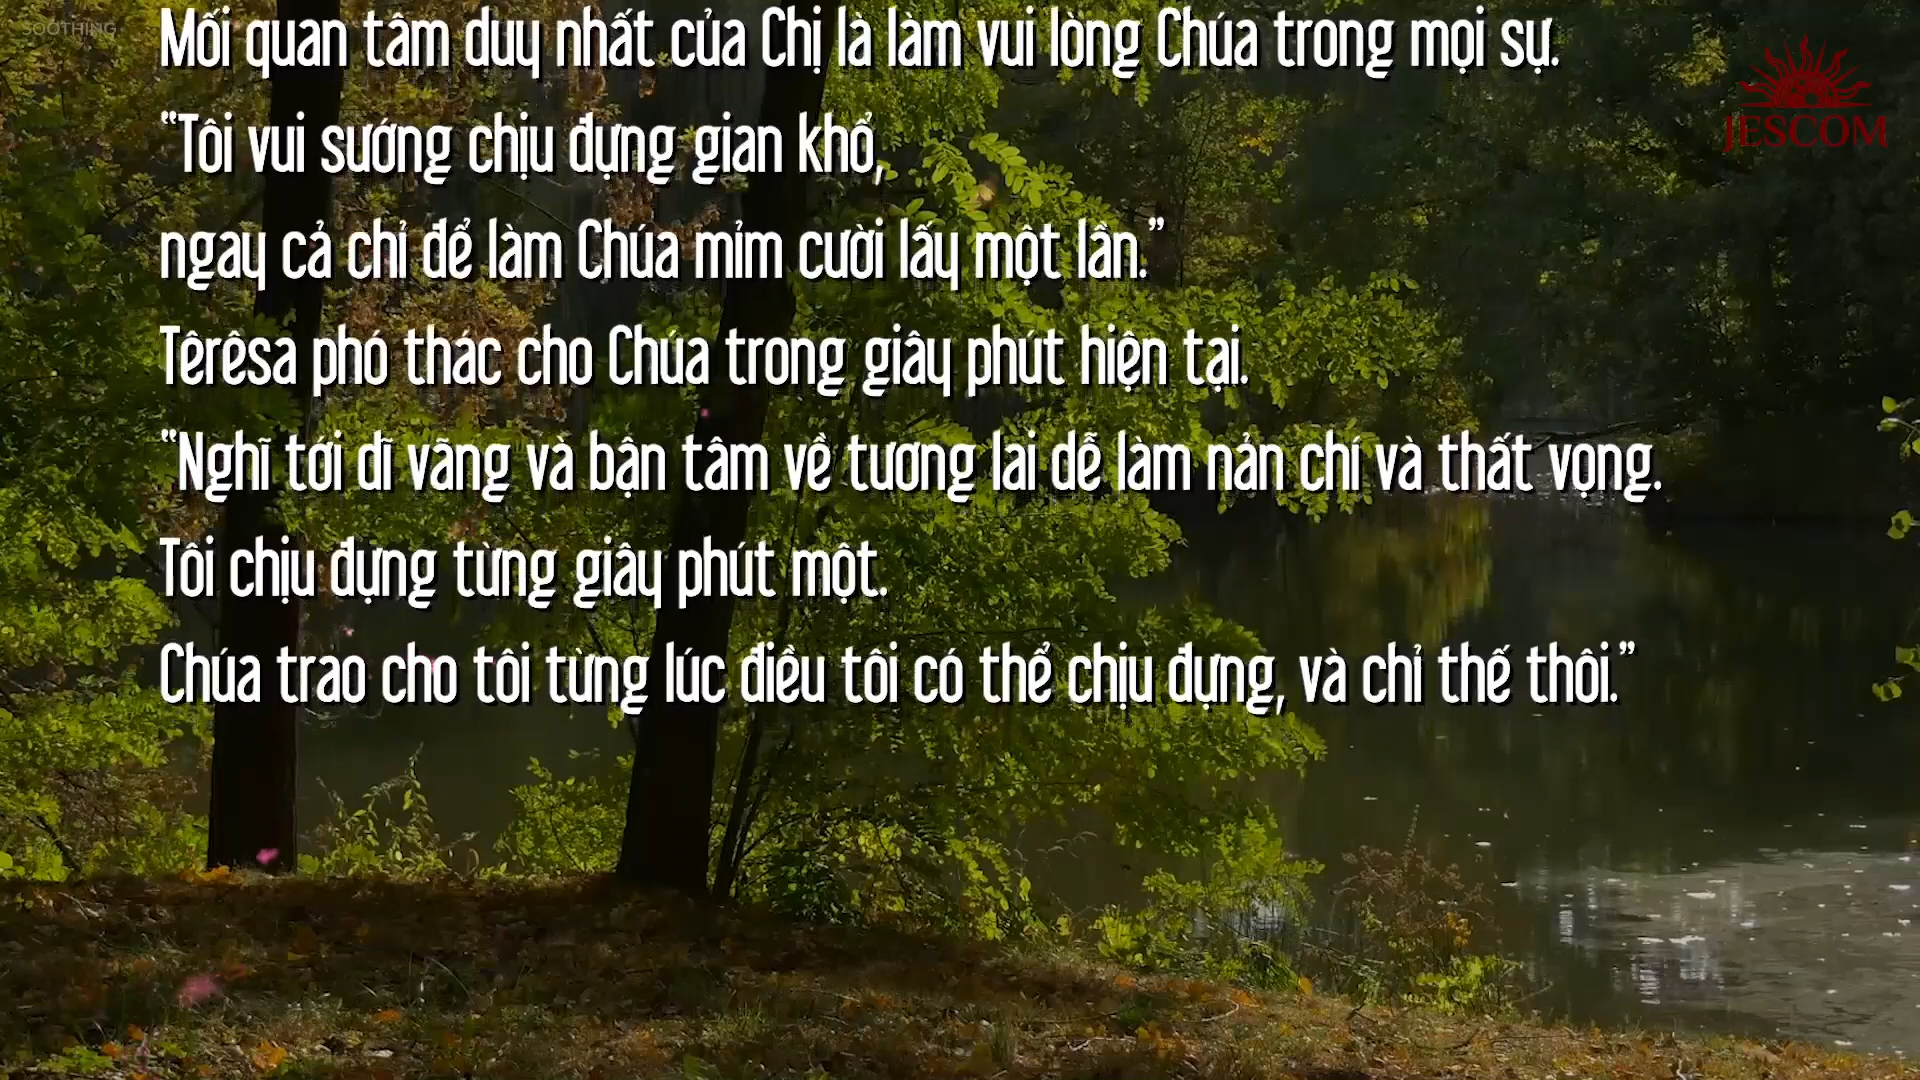 SOOTHING
Mối quan tâm duy nhất của Chị là làm vui lòng Chúa trong mọi sự.
JESCOM
“Tôi vui sướng chịu đựng gian khổ,
ngay cả chỉ để làm Chúa mỉm cười lấy một lần.”
Têrêsa phó thác cho Chúa trong giây phút hiện tại.
“Nghĩ tới dĩ vãng và bận tâm về tương lai dễ làm nản chí và thất vọng.
Tôi chịu đựng từng giây phút một.
Chúa trao cho tôi từng lúc điều tôi có thể chịu đựng, và chỉ thế thôi.”